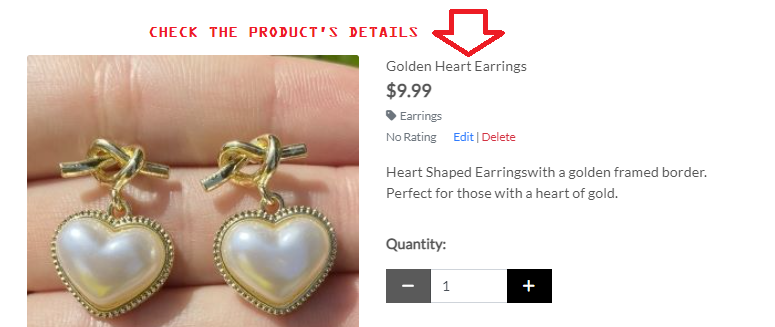 CHECK THE PRODUCT'S DETAILS
Golden Heart Earrings
$9.99
Earrings
No Rating Edit | Delete
Heart Shaped Earringswith a golden framed border.
Perfect for those with a heart of gold.
Quantity:
− 1 +